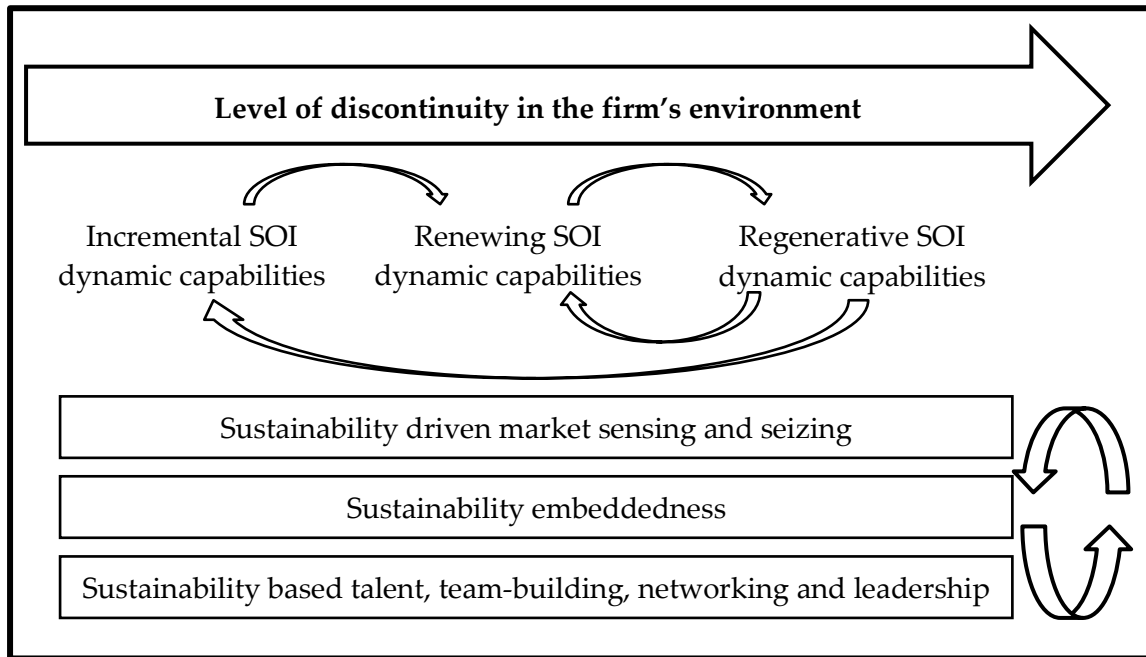 Level of discontinuity in the firm’s environment
Incremental SOI
dynamic capabilities
Renewing SOI
dynamic capabilities
Regenerative SOI
dynamic capabilities
Sustainability driven market sensing and seizing
Sustainability embeddedness
Sustainability based talent, team-building, networking and leadership